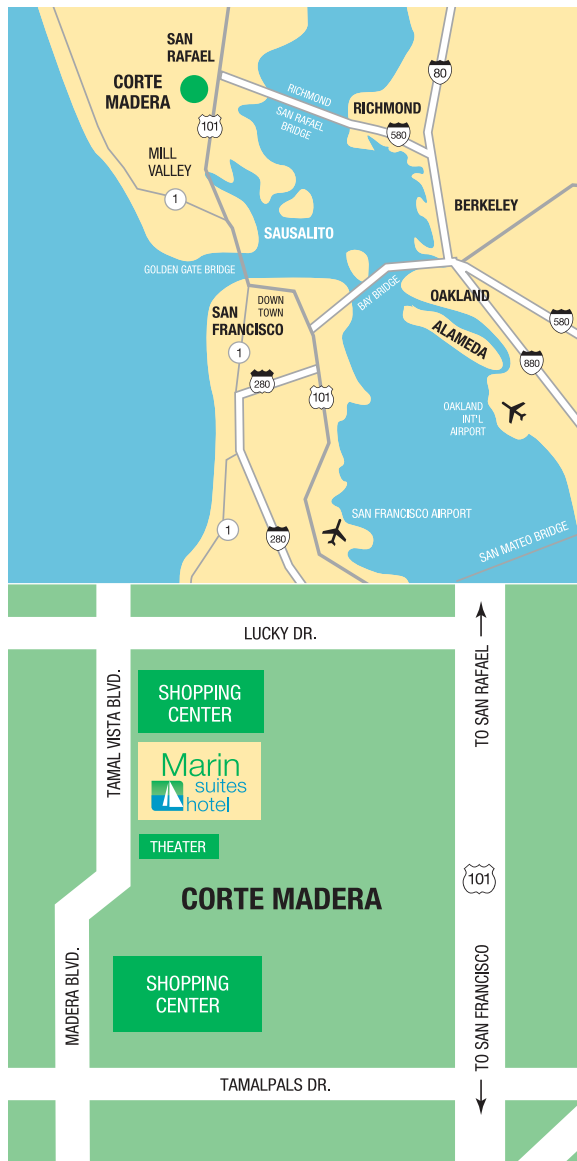 SAN
RAFAEL
CORTE
MADERA
80
RICHMOND
SAN RAFAEL
BRIDGE
RICHMOND
580
101
MILL
VALLEY
1
BERKELEY
SAUSALITO
GOLDEN GATE BRIDGE
DOWN
TOWN
SAN
FRANCISCO
BAY BRIDGE
OAKLAND
ALAMEDA
580
880
1
280
101
OAKLAND
INT'L
AIRPORT
SAN FRANCISCO AIRPORT
1
280
SAN MATEO BRIDGE
LUCKY DR.
TAMAL VISTA BLVD.
TO SAN RAFAEL
SHOPPING
CENTER
Marin
suites
hotel
THEATER
CORTE MADERA
101
MADERA BLVD.
SHOPPING
CENTER
TO SAN FRANCISCO
TAMALPALS DR.